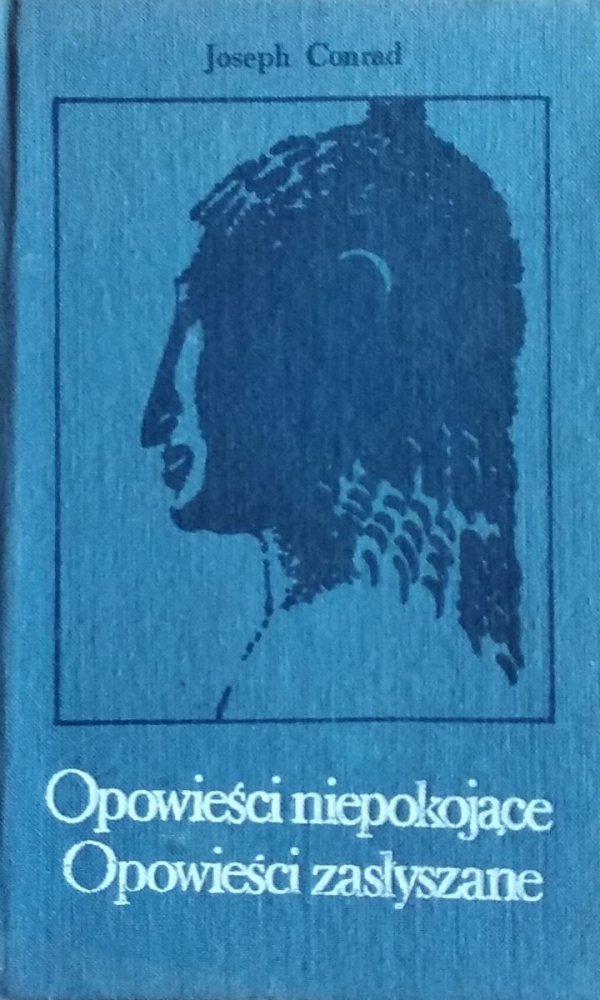 Joseph Conrad
Opowieści niepokojące
Opowieści zasłyszane